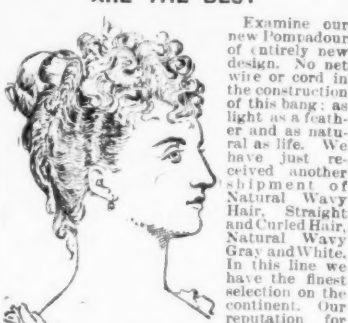 ARE THE BEST
Examine our
new Pompadour
of entirely new
design. No net
wire or cord in
the construction
of this bang; as
light as a feath-
er and as natu-
ral as life. We
have just re-
ceived another
shipment of
Natural Wavy
Hair, Straight
and Curled Hair,
Natural Wavy
Gray and White.
In this line we
have the finest
selection on the
continent. Our
reputation for